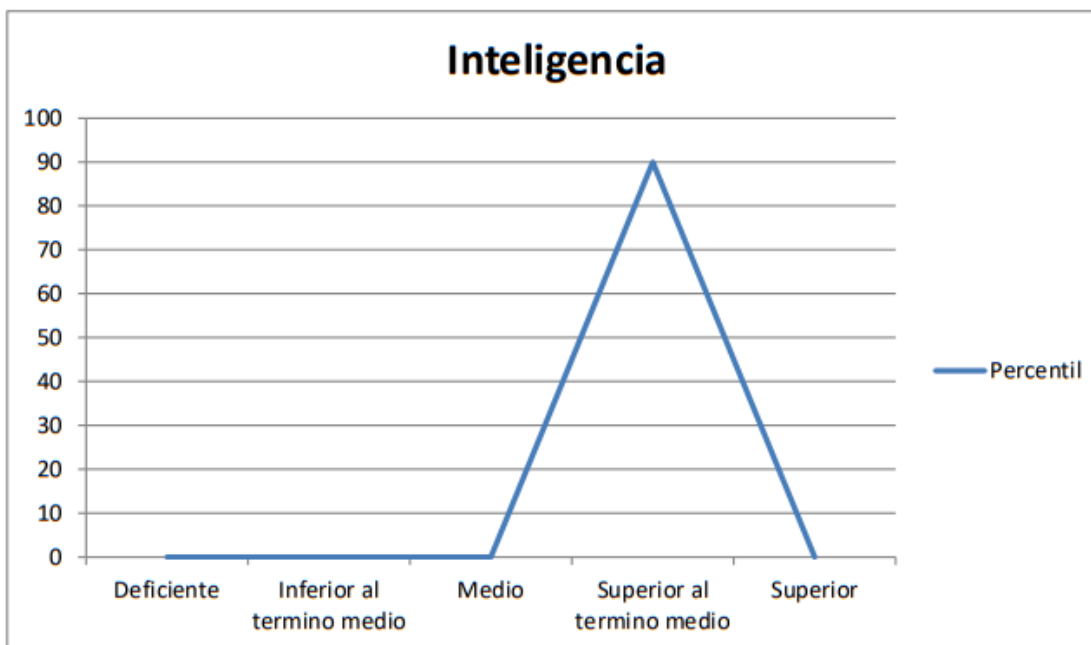 Inteligencia
100
90
80
70
60
50
40
30
20
10
0
Deficiente
Inferior al
termino medio
Medio
Superior al
termino medio
Superior
Percentil